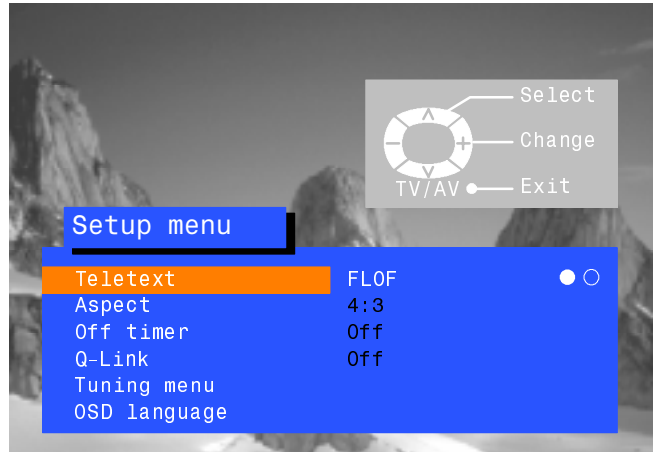 Select
Change
TV/AV Exit
Setup menu
Teletext FLOF
Aspect 4:3
Off timer Off
Q-Link Off
Tuning menu
OSD language